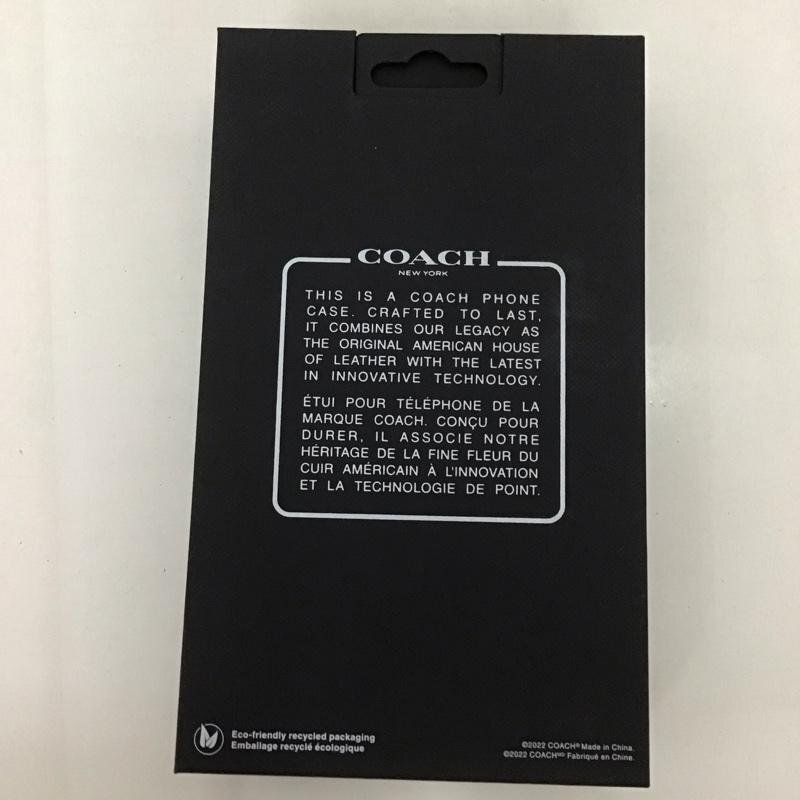 COACH
NEW YORK
THIS IS A COACH PHONE
CASE. CRAFTED TO LAST,
IT COMBINES OUR LEGACY AS
THE ORIGINAL AMERICAN HOUSE
OF LEATHER WITH THE LATEST
IN INNOVATIVE TECHNOLOGY.
ÉTUI POUR TÉLÉPHONE DE LA
MARQUE COACH. CONÇU POUR
DURER, IL ASSOCIE NOTRE
HÉRITAGE DE LA FINE FLEUR DU
CUIR AMÉRICAIN À L'INNOVATION
ET LA TECHNOLOGIE DE POINT.
Eco-friendly recycled packaging
Emballage recyclé écologique
©2022 COACH® Made in China.
©2022 COACHᴹᴰ Fabriqué en Chine.